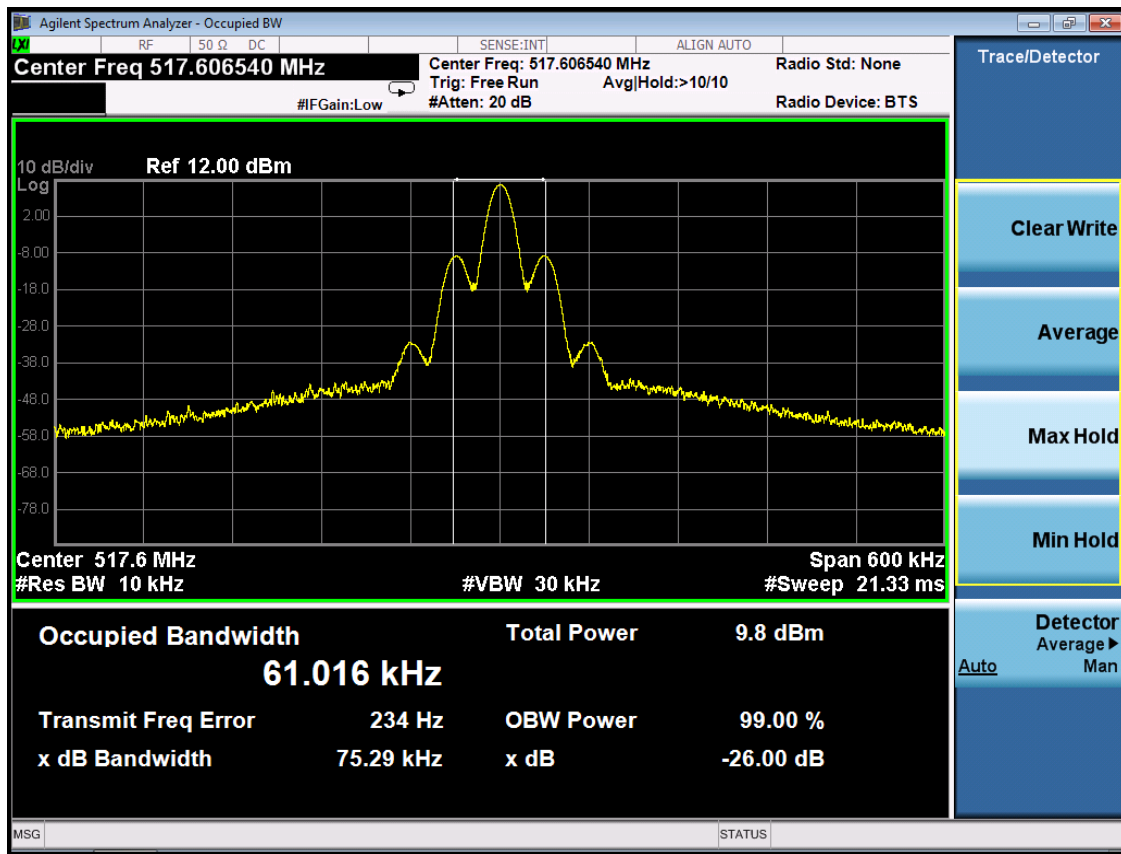 Agilent Spectrum Analyzer - Occupied BW
LXI RF 50 Ω DC SENSE:INT ALIGN AUTO
Center Freq 517.606540 MHz
Center Freq: 517.606540 MHz Radio Std: None
Trig: Free Run Avg|Hold:>10/10
#IFGain:Low #Atten: 20 dB Radio Device: BTS
10 dB/div Ref 12.00 dBm
Log
2.00
-8.00
-18.0
-28.0
-38.0
-48.0
-58.0
-68.0
-78.0
Center 517.6 MHz Span 600 kHz
#Res BW 10 kHz #VBW 30 kHz #Sweep 21.33 ms
Occupied Bandwidth Total Power 9.8 dBm
61.016 kHz
Transmit Freq Error 234 Hz OBW Power 99.00 %
x dB Bandwidth 75.29 kHz x dB -26.00 dB
MSG STATUS
Trace/Detector
Clear Write
Average
Max Hold
Min Hold
Detector
Average▶
Auto Man